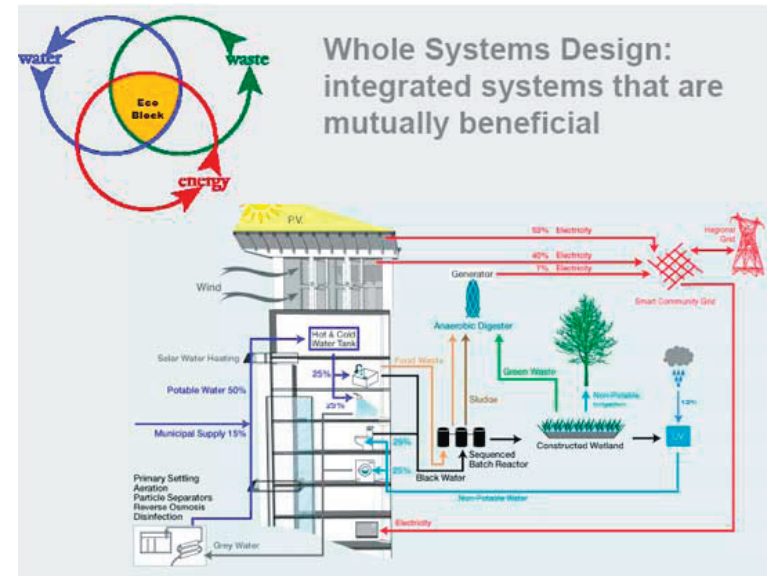 water
waste
Eco
Block
energy
Whole Systems Design:
integrated systems that are
mutually beneficial
P.V.
53% Electricity
40% Electricity
7% Electricity
Regional
Grid
Smart Community Grid
Wind
Generator
Anaerobic Digester
Hot & Cold
Water Tank
Solar Water Heating
Food Waste
Green Waste
25%
Potable Water 50%
25%
Sludge
Non-Potable
Municipal Supply 15%
25%
Constructed Wetland
UV
Sequenced
Batch Reactor
25%
Black Water
Primary Settling
Aeration
Particle Separators
Reverse Osmosis
Disinfection
Non-Potable Water
Electricity
Grey Water